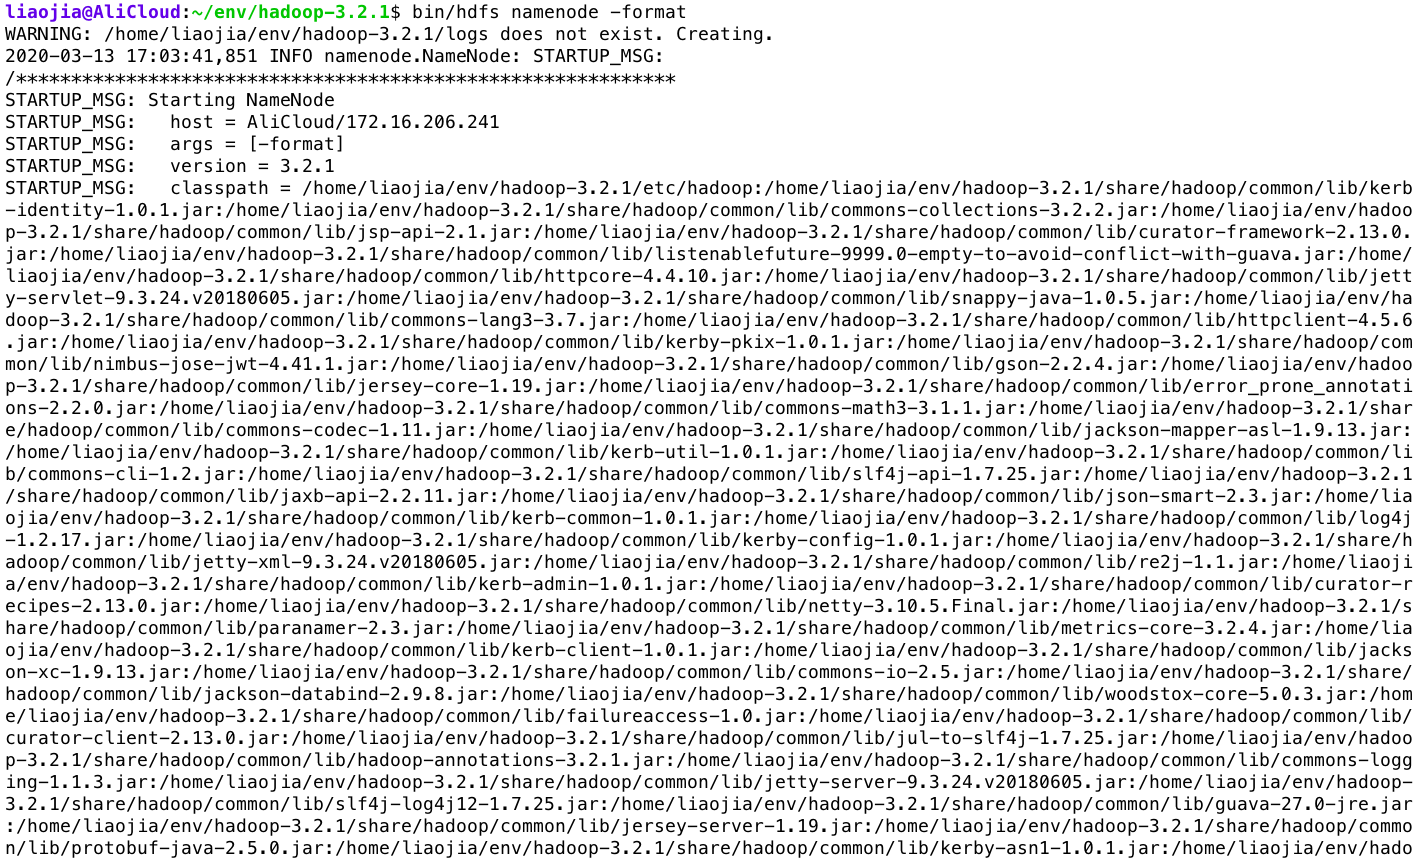 liaojia@AliCloud:~/env/hadoop-3.2.1$ bin/hdfs namenode -format
WARNING: /home/liaojia/env/hadoop-3.2.1/logs does not exist. Creating.
2020-03-13 17:03:41,851 INFO namenode.NameNode: STARTUP_MSG:
/************************************************************
STARTUP_MSG: Starting NameNode
STARTUP_MSG:   host = AliCloud/172.16.206.241
STARTUP_MSG:   args = [-format]
STARTUP_MSG:   version = 3.2.1
STARTUP_MSG:   classpath = /home/liaojia/env/hadoop-3.2.1/etc/hadoop:/home/liaojia/env/hadoop-3.2.1/share/hadoop/common/lib/kerb
-identity-1.0.1.jar:/home/liaojia/env/hadoop-3.2.1/share/hadoop/common/lib/commons-collections-3.2.2.jar:/home/liaojia/env/hadoo
p-3.2.1/share/hadoop/common/lib/jsp-api-2.1.jar:/home/liaojia/env/hadoop-3.2.1/share/hadoop/common/lib/curator-framework-2.13.0.
jar:/home/liaojia/env/hadoop-3.2.1/share/hadoop/common/lib/listenablefuture-9999.0-empty-to-avoid-conflict-with-guava.jar:/home/
liaojia/env/hadoop-3.2.1/share/hadoop/common/lib/httpcore-4.4.10.jar:/home/liaojia/env/hadoop-3.2.1/share/hadoop/common/lib/jett
y-servlet-9.3.24.v20180605.jar:/home/liaojia/env/hadoop-3.2.1/share/hadoop/common/lib/snappy-java-1.0.5.jar:/home/liaojia/env/ha
doop-3.2.1/share/hadoop/common/lib/commons-lang3-3.7.jar:/home/liaojia/env/hadoop-3.2.1/share/hadoop/common/lib/httpclient-4.5.6
.jar:/home/liaojia/env/hadoop-3.2.1/share/hadoop/common/lib/kerby-pkix-1.0.1.jar:/home/liaojia/env/hadoop-3.2.1/share/hadoop/com
mon/lib/nimbus-jose-jwt-4.41.1.jar:/home/liaojia/env/hadoop-3.2.1/share/hadoop/common/lib/gson-2.2.4.jar:/home/liaojia/env/hadoo
p-3.2.1/share/hadoop/common/lib/jersey-core-1.19.jar:/home/liaojia/env/hadoop-3.2.1/share/hadoop/common/lib/error_prone_annotati
ons-2.2.0.jar:/home/liaojia/env/hadoop-3.2.1/share/hadoop/common/lib/commons-math3-3.1.1.jar:/home/liaojia/env/hadoop-3.2.1/shar
e/hadoop/common/lib/commons-codec-1.11.jar:/home/liaojia/env/hadoop-3.2.1/share/hadoop/common/lib/jackson-mapper-asl-1.9.13.jar:
/home/liaojia/env/hadoop-3.2.1/share/hadoop/common/lib/kerb-util-1.0.1.jar:/home/liaojia/env/hadoop-3.2.1/share/hadoop/common/li
b/commons-cli-1.2.jar:/home/liaojia/env/hadoop-3.2.1/share/hadoop/common/lib/slf4j-api-1.7.25.jar:/home/liaojia/env/hadoop-3.2.1
/share/hadoop/common/lib/jaxb-api-2.2.11.jar:/home/liaojia/env/hadoop-3.2.1/share/hadoop/common/lib/json-smart-2.3.jar:/home/lia
ojia/env/hadoop-3.2.1/share/hadoop/common/lib/kerb-common-1.0.1.jar:/home/liaojia/env/hadoop-3.2.1/share/hadoop/common/lib/log4j
-1.2.17.jar:/home/liaojia/env/hadoop-3.2.1/share/hadoop/common/lib/kerby-config-1.0.1.jar:/home/liaojia/env/hadoop-3.2.1/share/h
adoop/common/lib/jetty-xml-9.3.24.v20180605.jar:/home/liaojia/env/hadoop-3.2.1/share/hadoop/common/lib/re2j-1.1.jar:/home/liaoji
a/env/hadoop-3.2.1/share/hadoop/common/lib/kerb-admin-1.0.1.jar:/home/liaojia/env/hadoop-3.2.1/share/hadoop/common/lib/curator-r
ecipes-2.13.0.jar:/home/liaojia/env/hadoop-3.2.1/share/hadoop/common/lib/netty-3.10.5.Final.jar:/home/liaojia/env/hadoop-3.2.1/s
hare/hadoop/common/lib/paranamer-2.3.jar:/home/liaojia/env/hadoop-3.2.1/share/hadoop/common/lib/metrics-core-3.2.4.jar:/home/lia
ojia/env/hadoop-3.2.1/share/hadoop/common/lib/kerb-client-1.0.1.jar:/home/liaojia/env/hadoop-3.2.1/share/hadoop/common/lib/jacks
on-xc-1.9.13.jar:/home/liaojia/env/hadoop-3.2.1/share/hadoop/common/lib/commons-io-2.5.jar:/home/liaojia/env/hadoop-3.2.1/share/
hadoop/common/lib/jackson-databind-2.9.8.jar:/home/liaojia/env/hadoop-3.2.1/share/hadoop/common/lib/woodstox-core-5.0.3.jar:/hom
e/liaojia/env/hadoop-3.2.1/share/hadoop/common/lib/failureaccess-1.0.jar:/home/liaojia/env/hadoop-3.2.1/share/hadoop/common/lib/
curator-client-2.13.0.jar:/home/liaojia/env/hadoop-3.2.1/share/hadoop/common/lib/jul-to-slf4j-1.7.25.jar:/home/liaojia/env/hadoo
p-3.2.1/share/hadoop/common/lib/hadoop-annotations-3.2.1.jar:/home/liaojia/env/hadoop-3.2.1/share/hadoop/common/lib/commons-logg
ing-1.1.3.jar:/home/liaojia/env/hadoop-3.2.1/share/hadoop/common/lib/jetty-server-9.3.24.v20180605.jar:/home/liaojia/env/hadoop-
3.2.1/share/hadoop/common/lib/slf4j-log4j12-1.7.25.jar:/home/liaojia/env/hadoop-3.2.1/share/hadoop/common/lib/guava-27.0-jre.jar
:/home/liaojia/env/hadoop-3.2.1/share/hadoop/common/lib/jersey-server-1.19.jar:/home/liaojia/env/hadoop-3.2.1/share/hadoop/commo
n/lib/protobuf-java-2.5.0.jar:/home/liaojia/env/hadoop-3.2.1/share/hadoop/common/lib/kerby-asn1-1.0.1.jar:/home/liaojia/env/hado